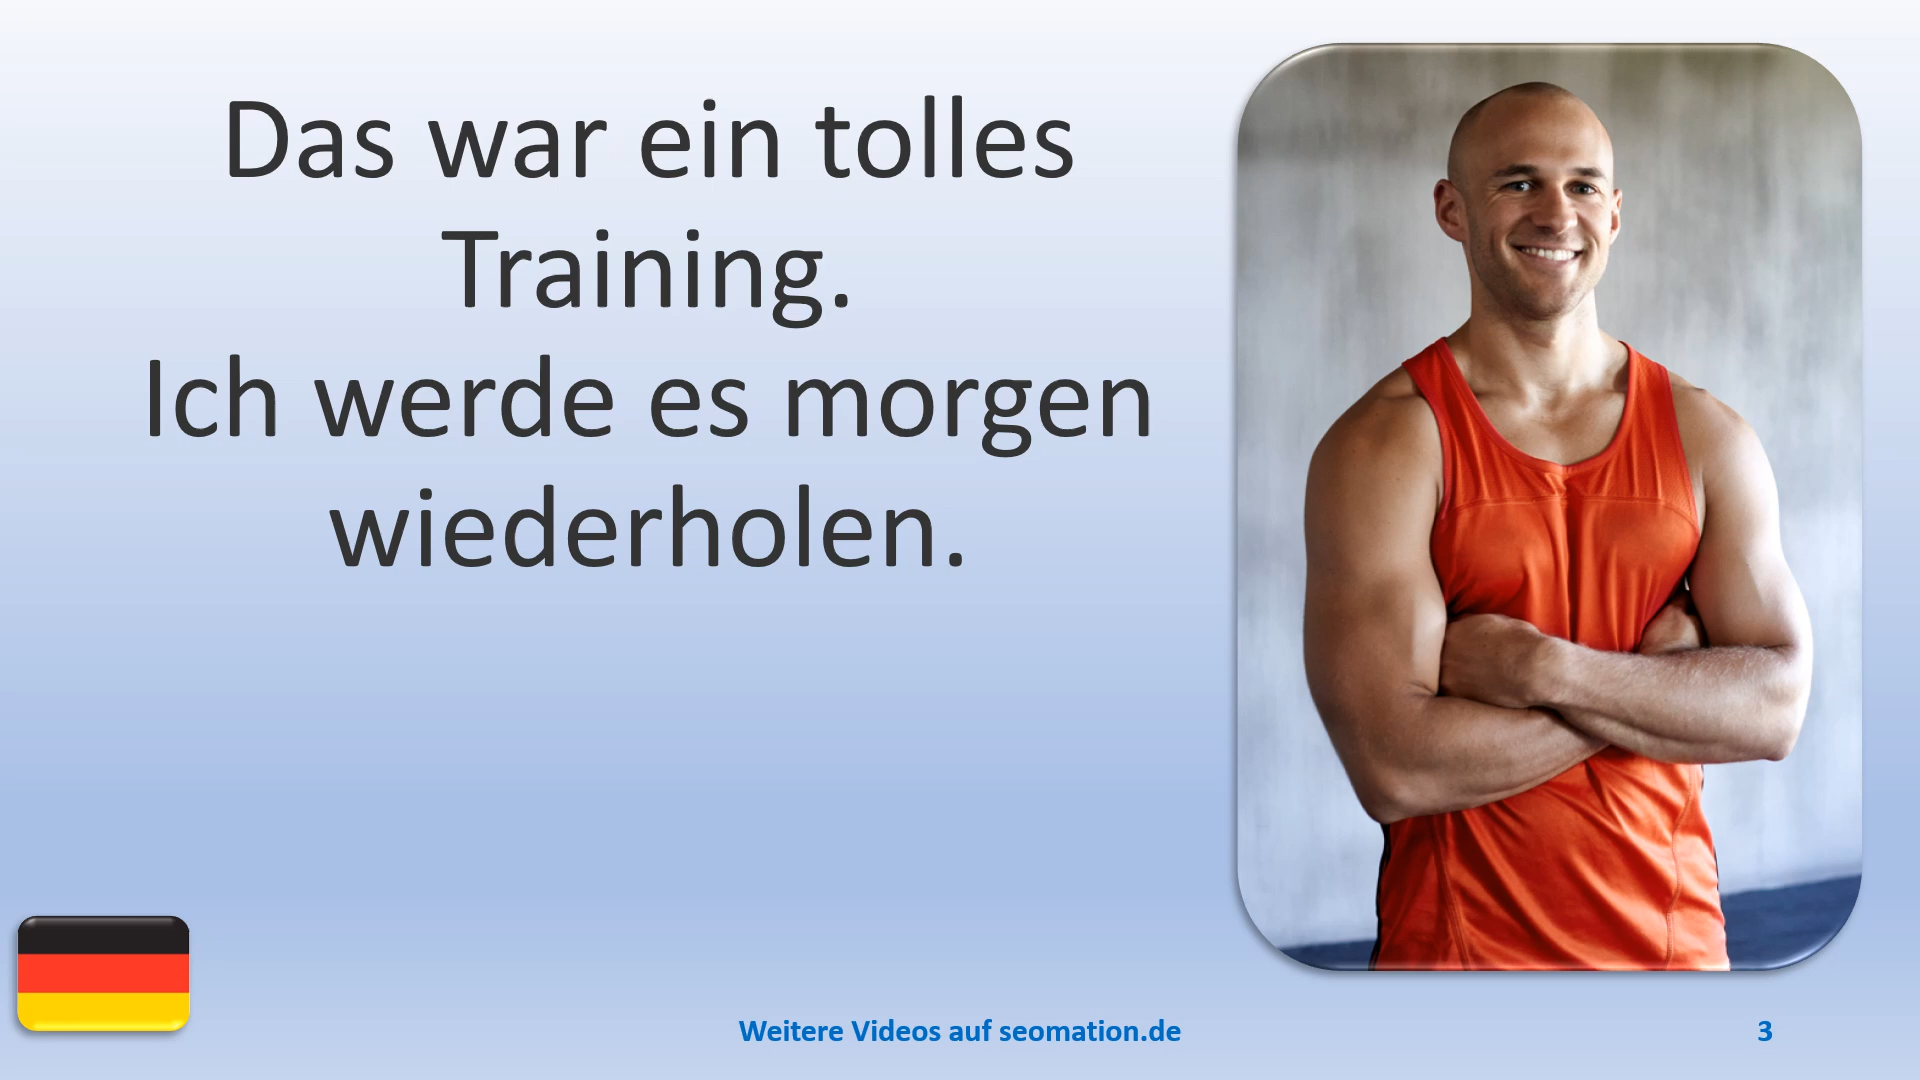 Das war ein tolles
Training.
Ich werde es morgen
wiederholen.
Weitere Videos auf seomation.de
3